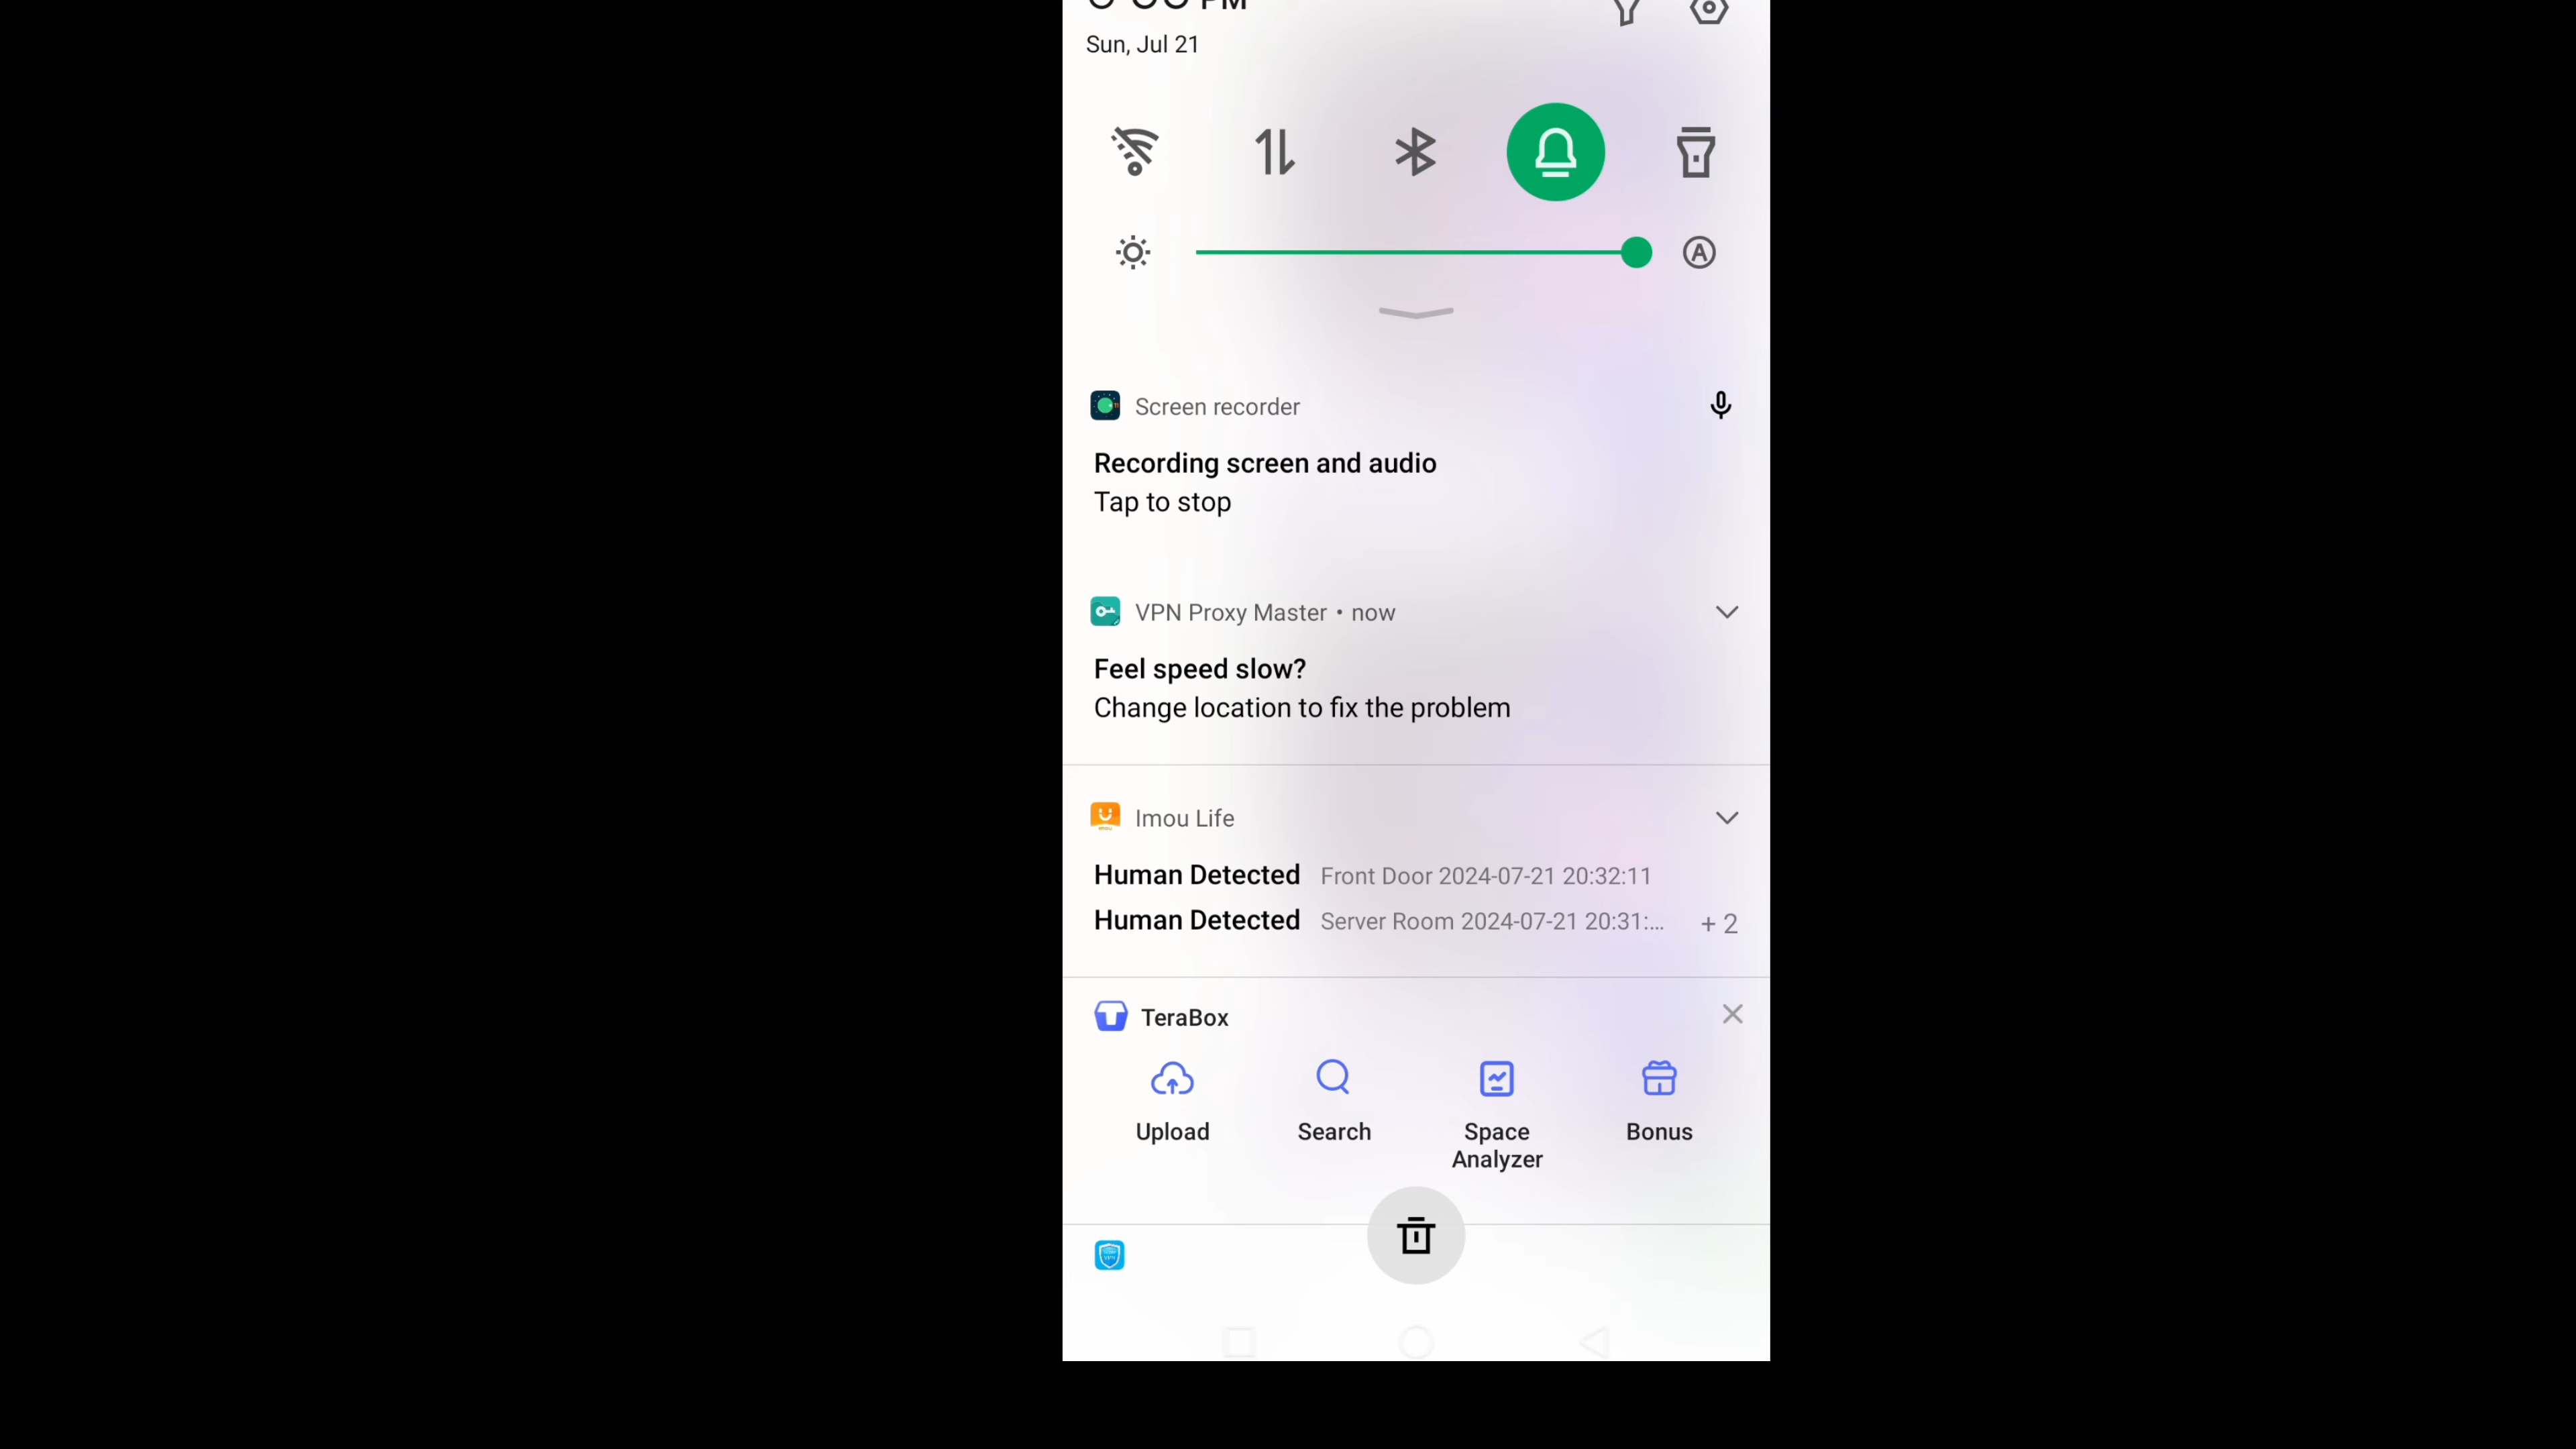 PM
Sun, Jul 21
A
Screen recorder
Recording screen and audio
Tap to stop
VPN Proxy Master • now
Feel speed slow?
Change location to fix the problem
Imou Life
Human Detected Front Door 2024-07-21 20:32:11
Human Detected Server Room 2024-07-21 20:31:... + 2
TeraBox
Upload Search Space Analyzer Bonus
VPN